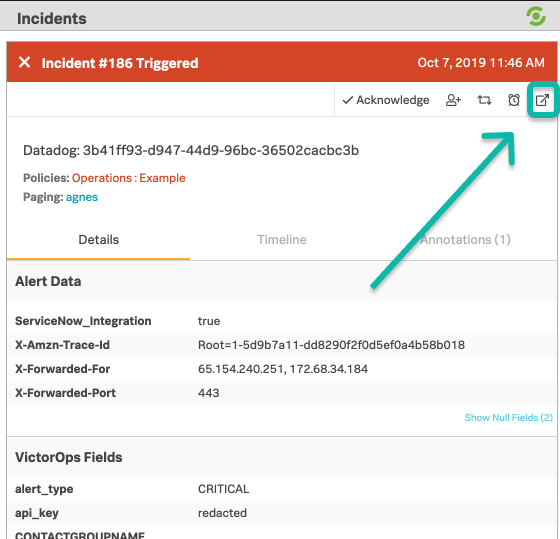 Incidents
Incident #186 Triggered Oct 7, 2019 11:46 AM
Acknowledge
Datadog: 3b41ff93-d947-44d9-96bc-36502cacbc3b
Policies: Operations : Example
Paging: agnes
Details Timeline Annotations (1)
Alert Data
ServiceNow_Integration true
X-Amzn-Trace-Id Root=1-5d9b7a11-dd8290f2f0d5ef0a4b58b018
X-Forwarded-For 65.154.240.251, 172.68.34.184
X-Forwarded-Port 443
Show Null Fields (2)
VictorOps Fields
alert_type CRITICAL
api_key redacted
CONTACTGROUPNAME